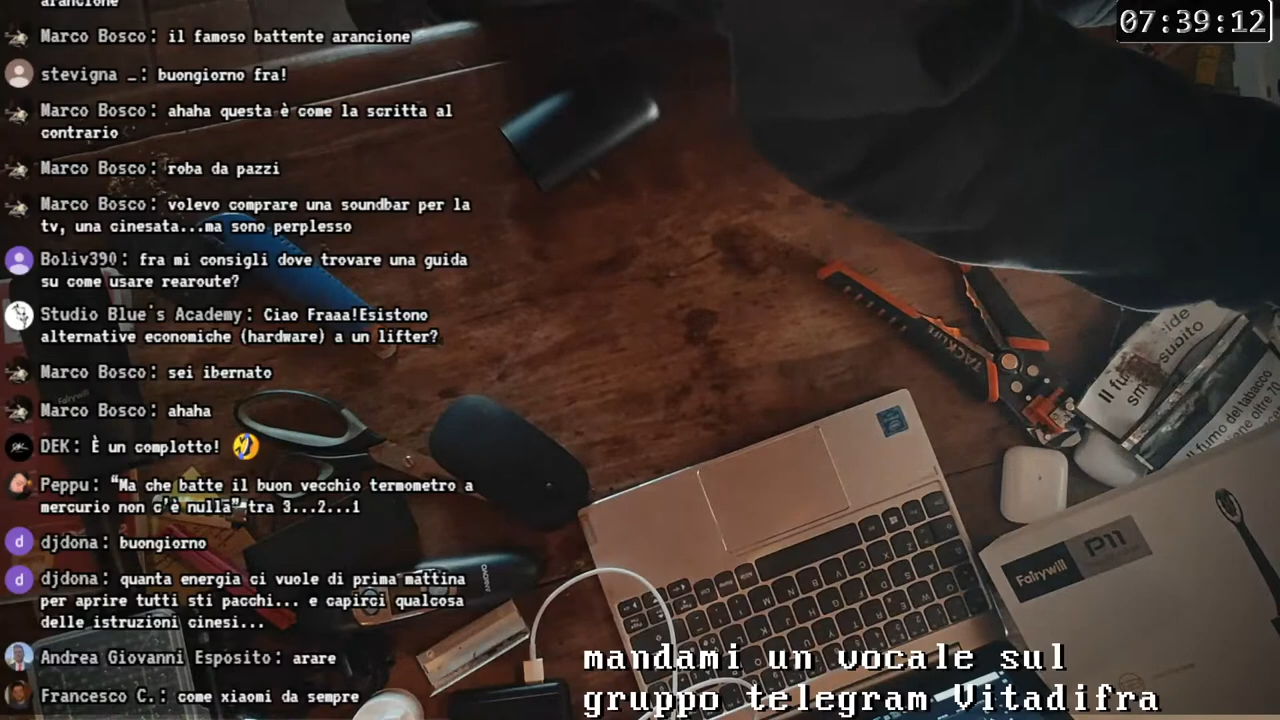 arancione
07:39:12
Marco Bosco: il famoso battente arancione
stevigna _: buongiorno fra!
Marco Bosco: ahaha questa è come la scritta al
contrario
Marco Bosco: roba da pazzi
Marco Bosco: volevo comprare una soundbar per la
tv, una cinesata...ma sono perplesso
Boliv390: fra mi consigli dove trovare una guida
su come usare rearoute?
Studio Blue's Academy: Ciao Fraaa!Esistono
alternative economiche (hardware) a un lifter?
Marco Bosco: sei ibernato
Marco Bosco: ahaha
DEK: È un complotto! 🤣
Peppu: “Ma che batte il buon vecchio termometro a
mercurio non c'è nulla” tra 3...2...1
djdona: buongiorno
djdona: quanta energia ci vuole di prima mattina
per aprire tutti sti pacchi... e capirci qualcosa
delle istruzioni cinesi...
Andrea Giovanni Esposito: arare
Francesco C.: come xiaomi da sempre
TACKLIFE
Il fumo del tabacco
Fairywill P11
mandami un vocale sul
gruppo telegram Vitadifra